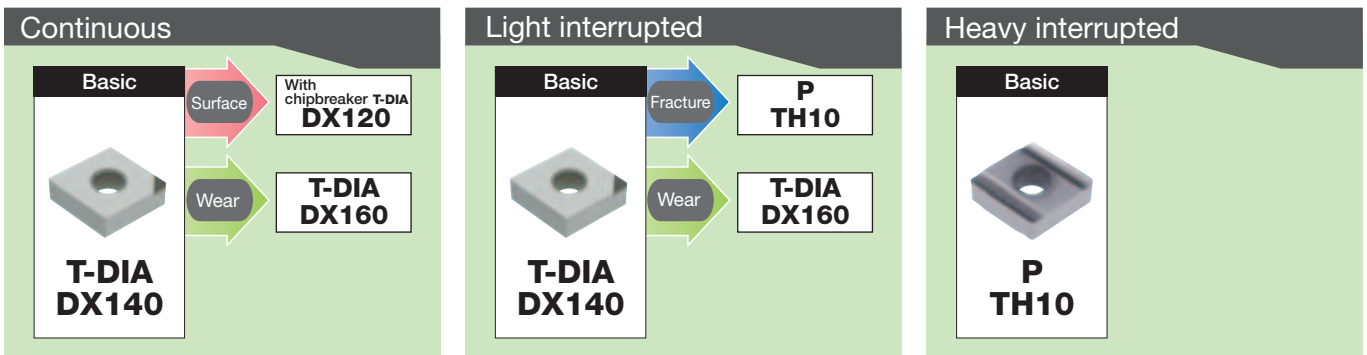 Continuous
Basic
T-DIA
DX140
Surface
With
chipbreaker T-DIA
DX120
Wear
T-DIA
DX160
Light interrupted
Basic
T-DIA
DX140
Fracture
P
TH10
Wear
T-DIA
DX160
Heavy interrupted
Basic
P
TH10